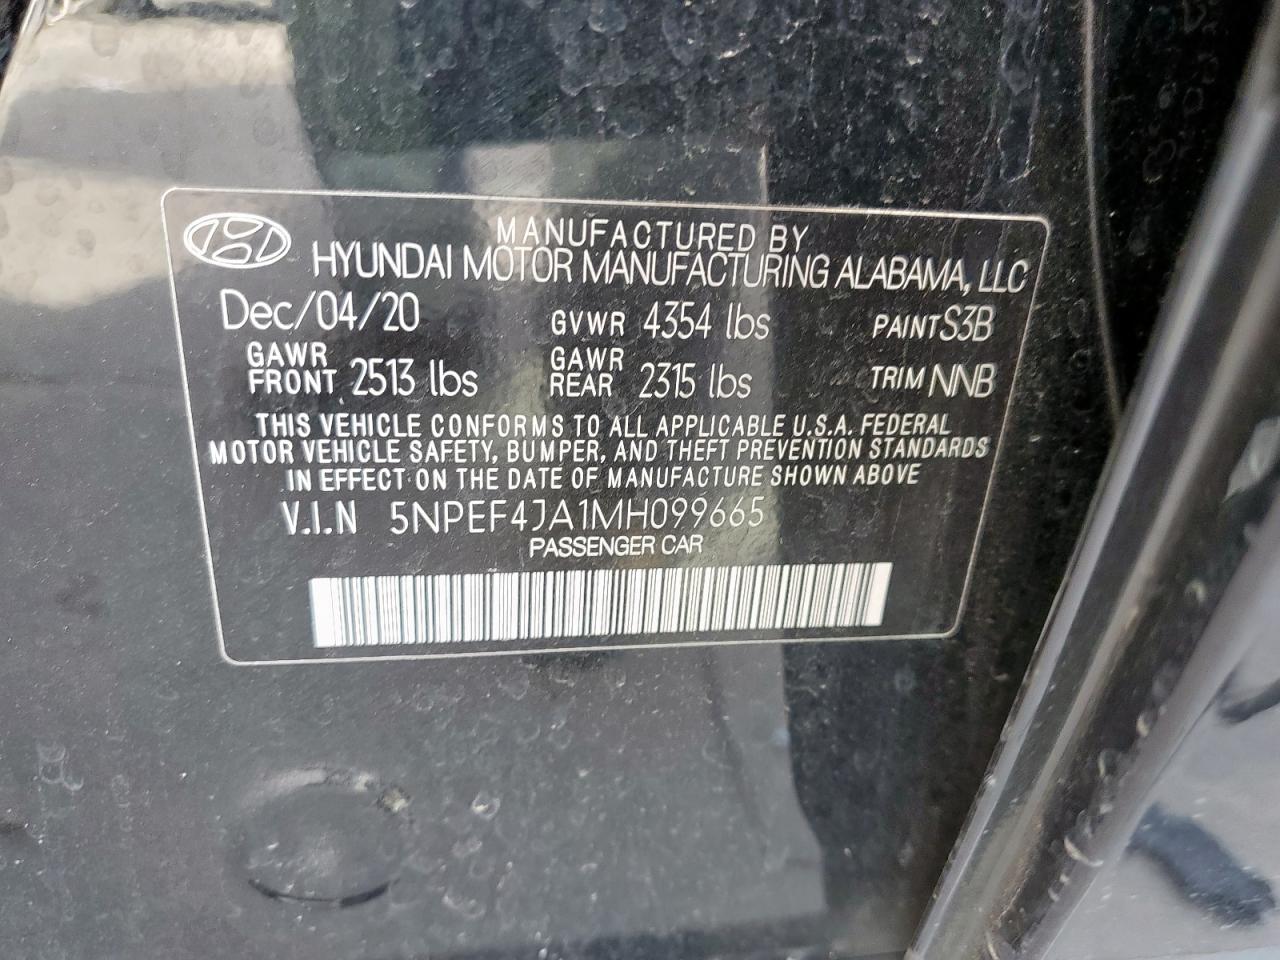 MANUFACTURED BY
HYUNDAI MOTOR MANUFACTURING ALABAMA, LLC
Dec/04/20 GVWR 4354 lbs PAINT S3B
GAWR FRONT 2513 lbs GAWR REAR 2315 lbs TRIM NNB
THIS VEHICLE CONFORMS TO ALL APPLICABLE U.S.A. FEDERAL
MOTOR VEHICLE SAFETY, BUMPER, AND THEFT PREVENTION STANDARDS
IN EFFECT ON THE DATE OF MANUFACTURE SHOWN ABOVE
V.I.N 5NPEF4JA1MH099665
PASSENGER CAR